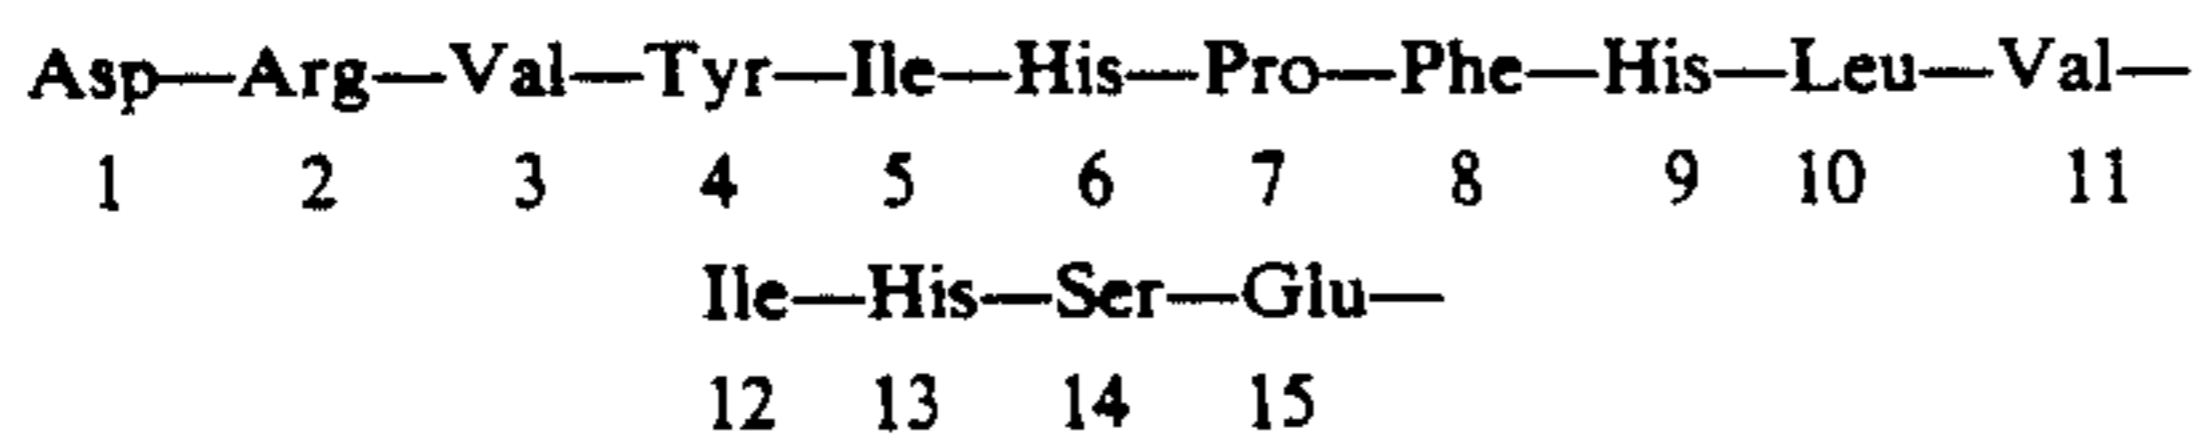 Asp—Arg—Val—Tyr—Ile—His—Pro—Phe—His—Leu—Val—
1 2 3 4 5 6 7 8 9 10 11
Ile—His—Ser—Glu—
12 13 14 15